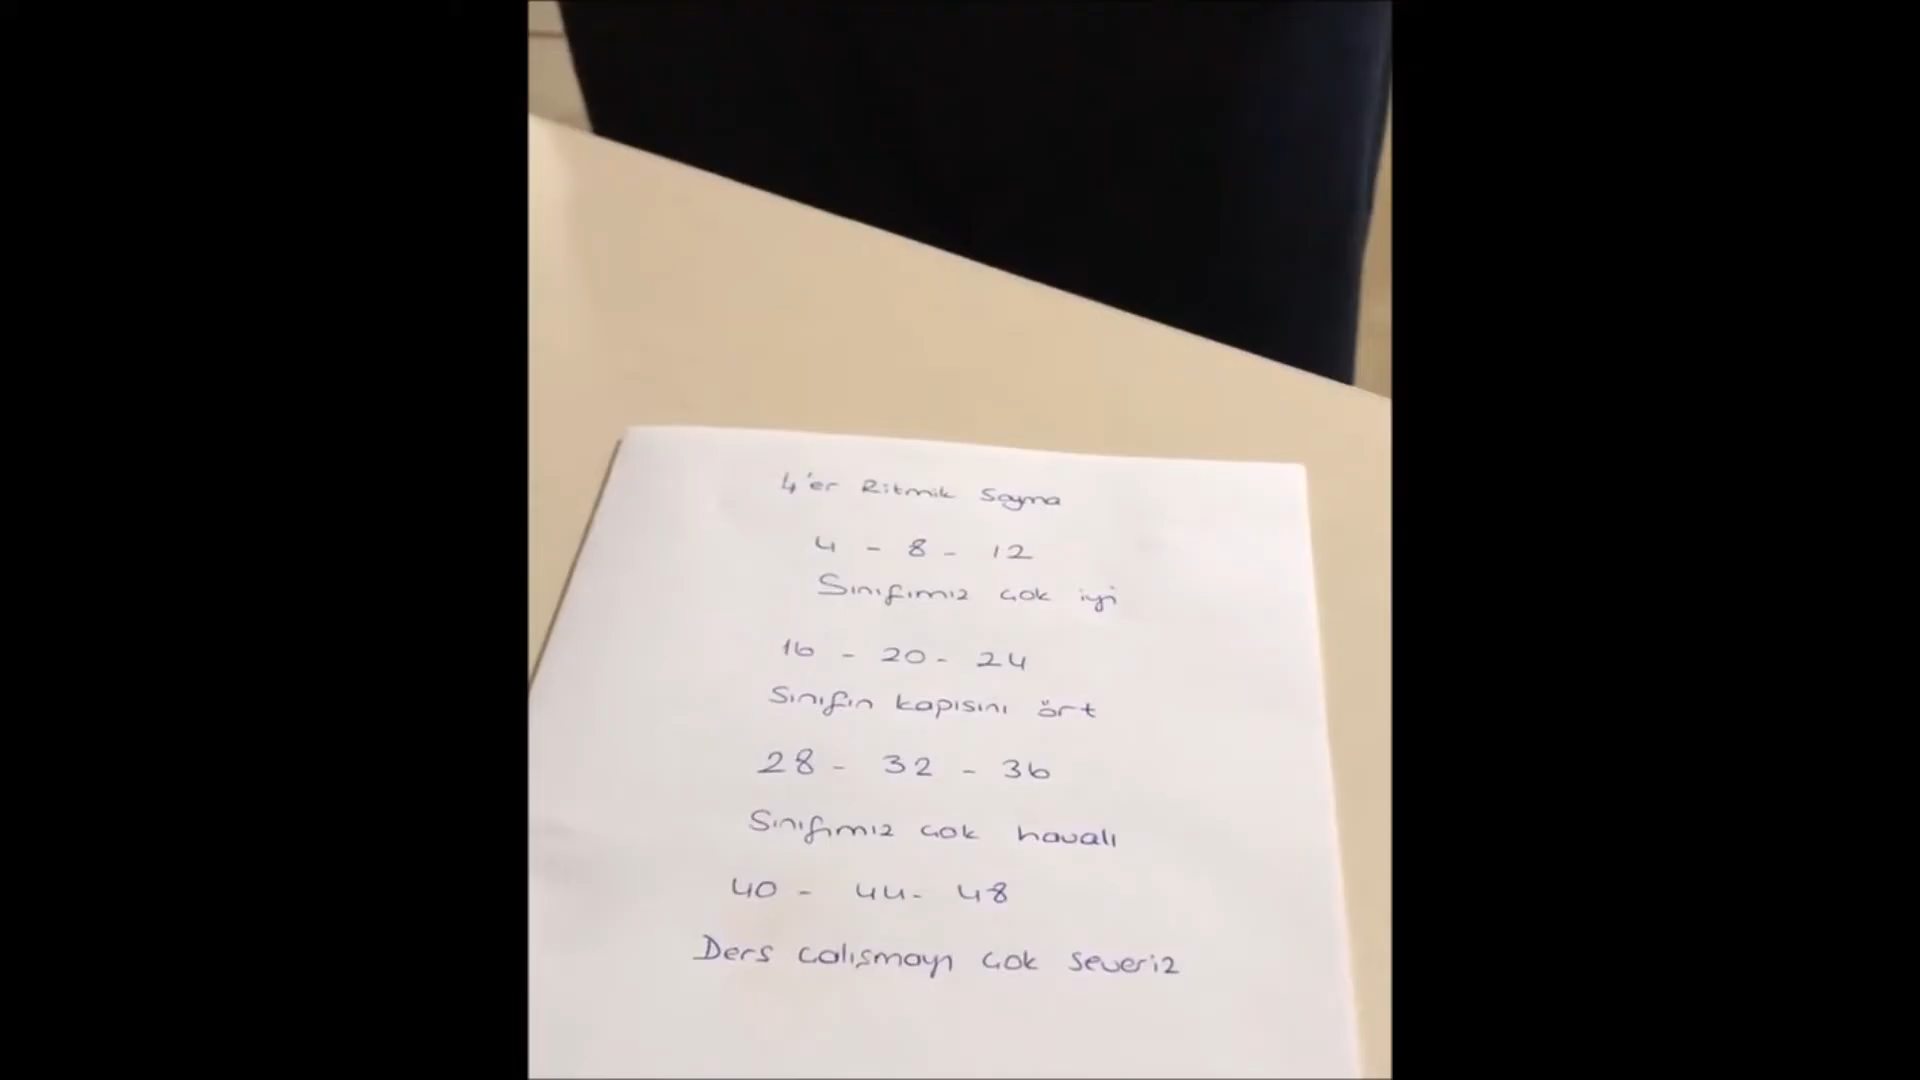 4'er Ritmik Sayma
4 - 8 - 12
Sınıfımız çok iyi
16 - 20 - 24
Sınıfın kapısını ört
28 - 32 - 36
Sınıfımız çok havalı
40 - 44 - 48
Ders çalışmayı çok severiz